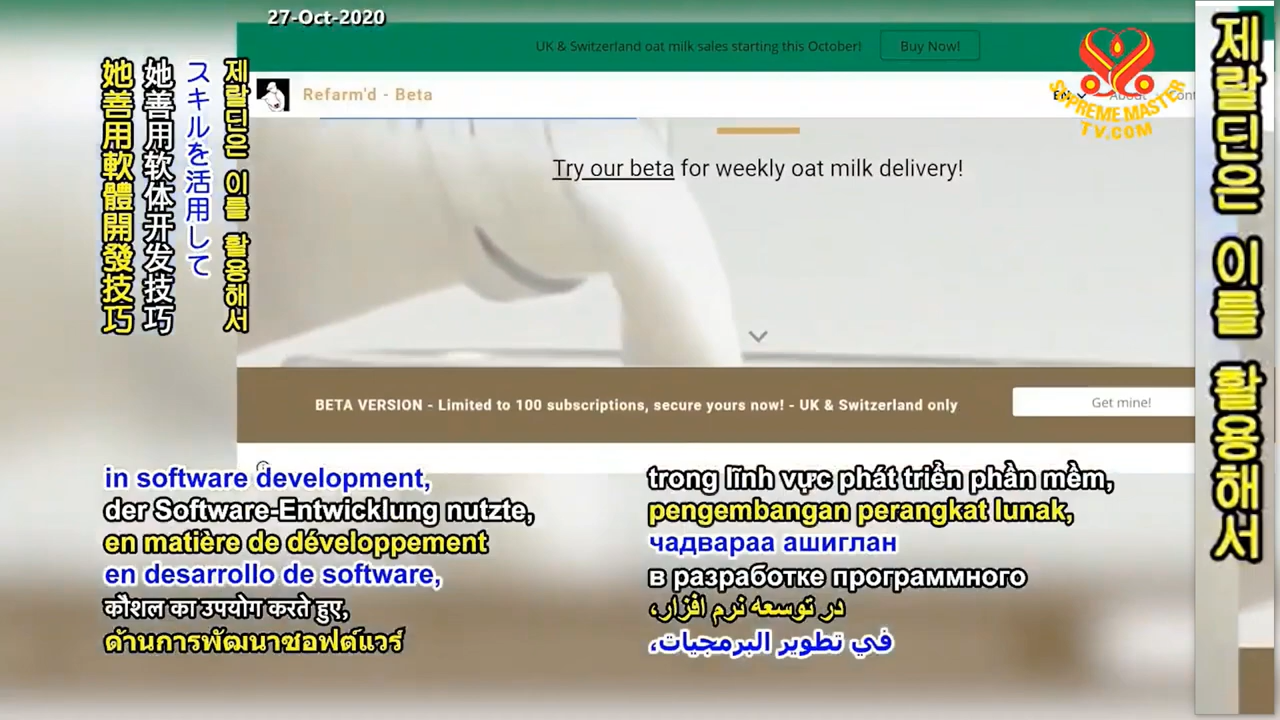 27-Oct-2020
UK & Switzerland oat milk sales starting this October!
Buy Now!
Refarm'd - Beta
EN
About
SUPREME MASTER
TV.COM
Try our beta for weekly oat milk delivery!
BETA VERSION - Limited to 100 subscriptions, secure yours now! - UK & Switzerland only
Get mine!
제랄딘은 이를 활용해서
スキルを活用して
她善用软体开发技巧
她善用軟體開發技巧
in software development,
der Software-Entwicklung nutzte,
en matière de développement
en desarrollo de software,
कौशल का उपयोग करते हुए,
ด้านการพัฒนาซอฟต์แวร์
trong lĩnh vực phát triển phần mềm,
pengembangan perangkat lunak,
чадвараа ашиглан
в разработке программного
در توسعه نرم افزار،
في تطوير البرمجيات،
제랄딘은 이를 활용해서